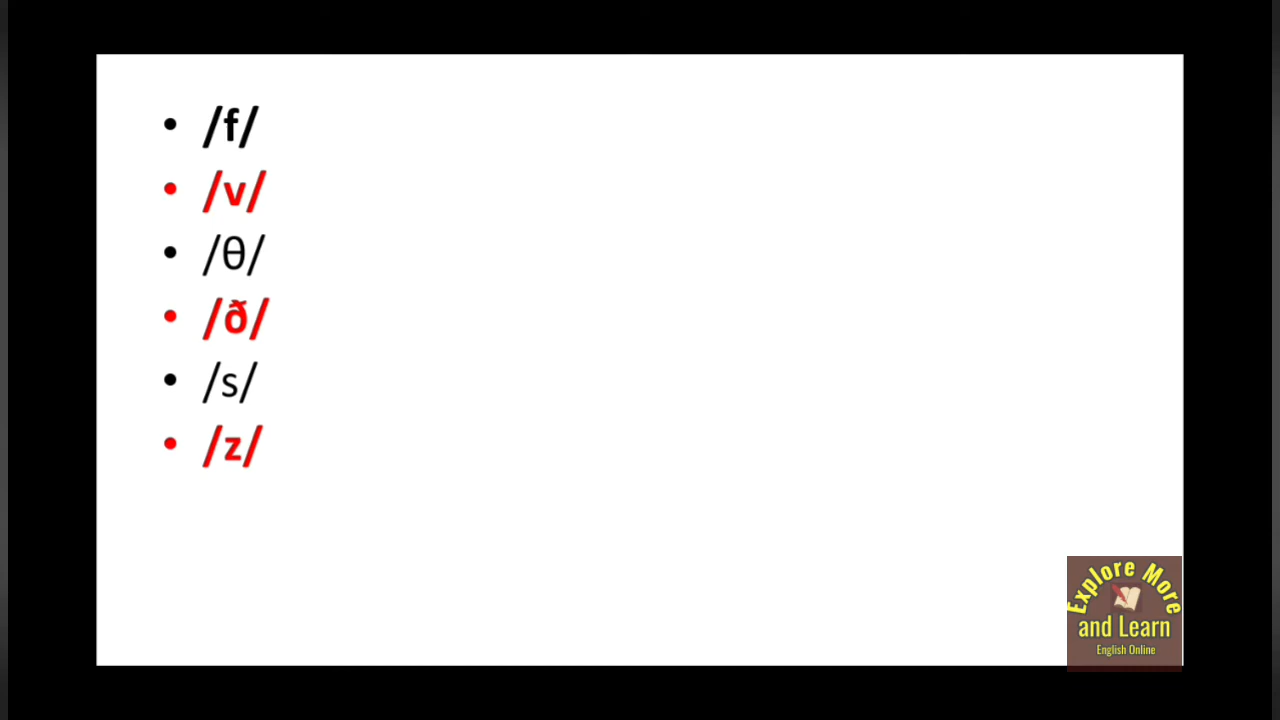 • /f/
• /v/
• /θ/
• /ð/
• /s/
• /z/
Explore More
and Learn
English Online